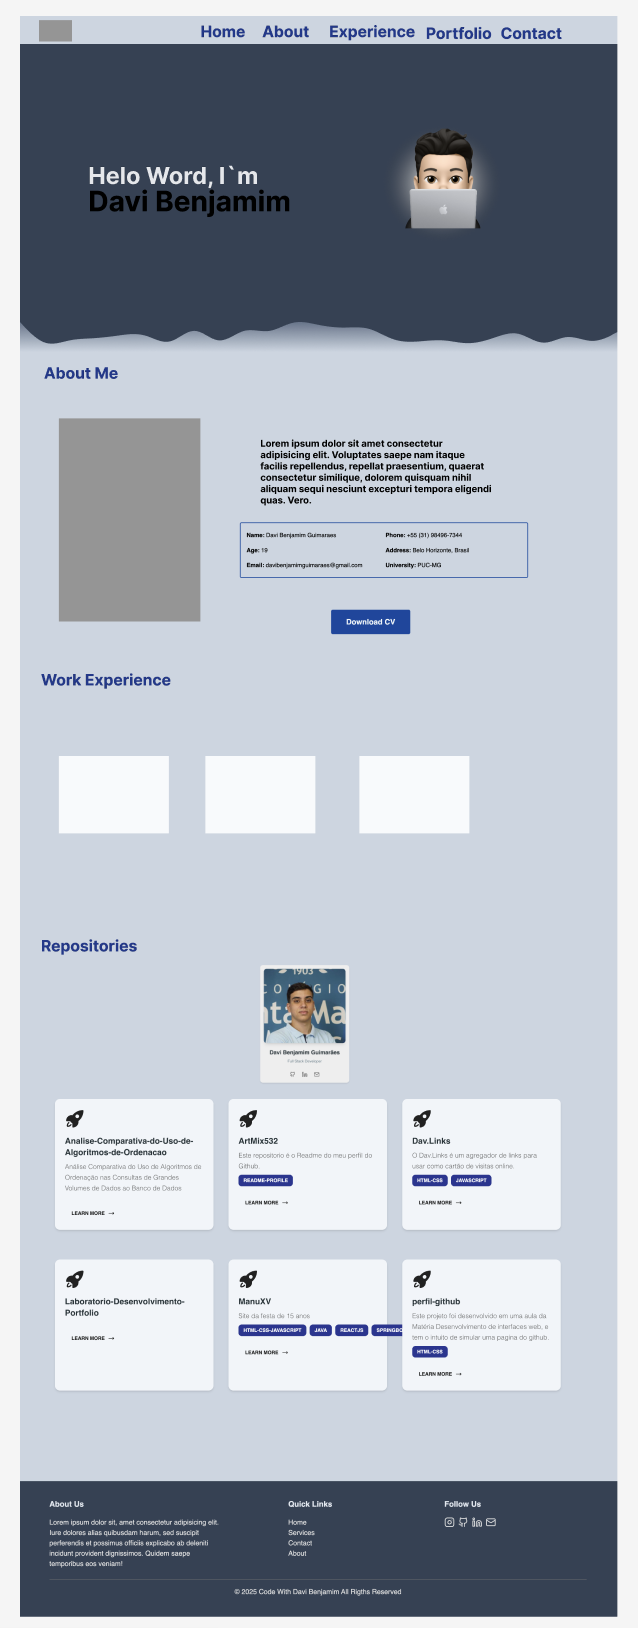 Home About Experience Portfolio Contact
Helo Word, I`m
Davi Benjamim
About Me
Lorem ipsum dolor sit amet consectetur
adipisicing elit. Voluptates saepe nam itaque
facilis repellendus, repellat praesentium, quaerat
consectetur similique, dolorem quisquam nihil
aliquam sequi nesciunt excepturi tempora eligendi
quas. Vero.
Name: Davi Benjamim Guimaraes
Phone: +55 (31) 98496-7344
Age: 19
Address: Belo Horizonte, Brasil
Email: davibenjamimguimaraes@gmail.com
University: PUC-MG
Download CV
Work Experience
Repositories
1903
COLÉGIO
Davi Benjamim Guimarães
Full Stack Developer
Analise-Comparativa-do-Uso-de-
Algoritmos-de-Ordenacao
Análise Comparativa do Uso de Algoritmos de
Ordenação nas Consultas de Grandes
Volumes de Dados ao Banco de Dados
LEARN MORE →
ArtMix532
Este repositorio é o Readme do meu perfil do
Github.
README-PROFILE
LEARN MORE →
Dav.Links
O Dav.Links é um agregador de links para
usar como cartão de visitas online.
HTML-CSS JAVASCRIPT
LEARN MORE →
Laboratorio-Desenvolvimento-
Portfolio
LEARN MORE →
ManuXV
Site da festa de 15 anos
HTML-CSS-JAVASCRIPT JAVA REACTJS SPRINGBO
LEARN MORE →
perfil-github
Este projeto foi desenvolvido em uma aula da
Matéria Desenvolvimento de interfaces web, e
tem o intuito de simular uma pagina do github.
HTML-CSS
LEARN MORE →
About Us
Lorem ipsum dolor sit, amet consectetur adipisicing elit.
Iure dolores alias quibusdam harum, sed suscipit
perferendis et possimus officiis explicabo ab deleniti
incidunt provident dignissimos. Quidem saepe
temporibus eos veniam!
Quick Links
Home
Services
Contact
About
Follow Us
© 2025 Code With Davi Benjamim All Rigths Reserved